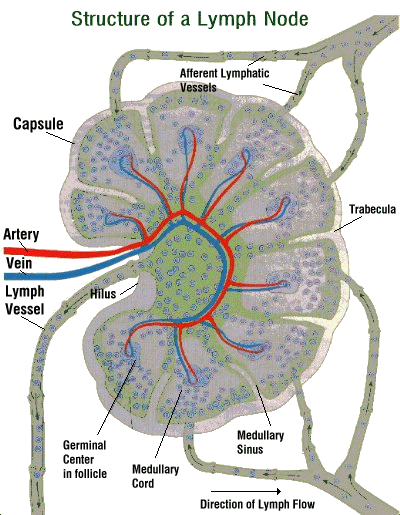 Structure of a Lymph Node
Afferent Lymphatic
Vessels
Capsule
Trabecula
Artery
Vein
Lymph
Vessel
Hilus
Germinal
Center
in follicle
Medullary
Cord
Medullary
Sinus
Direction of Lymph Flow